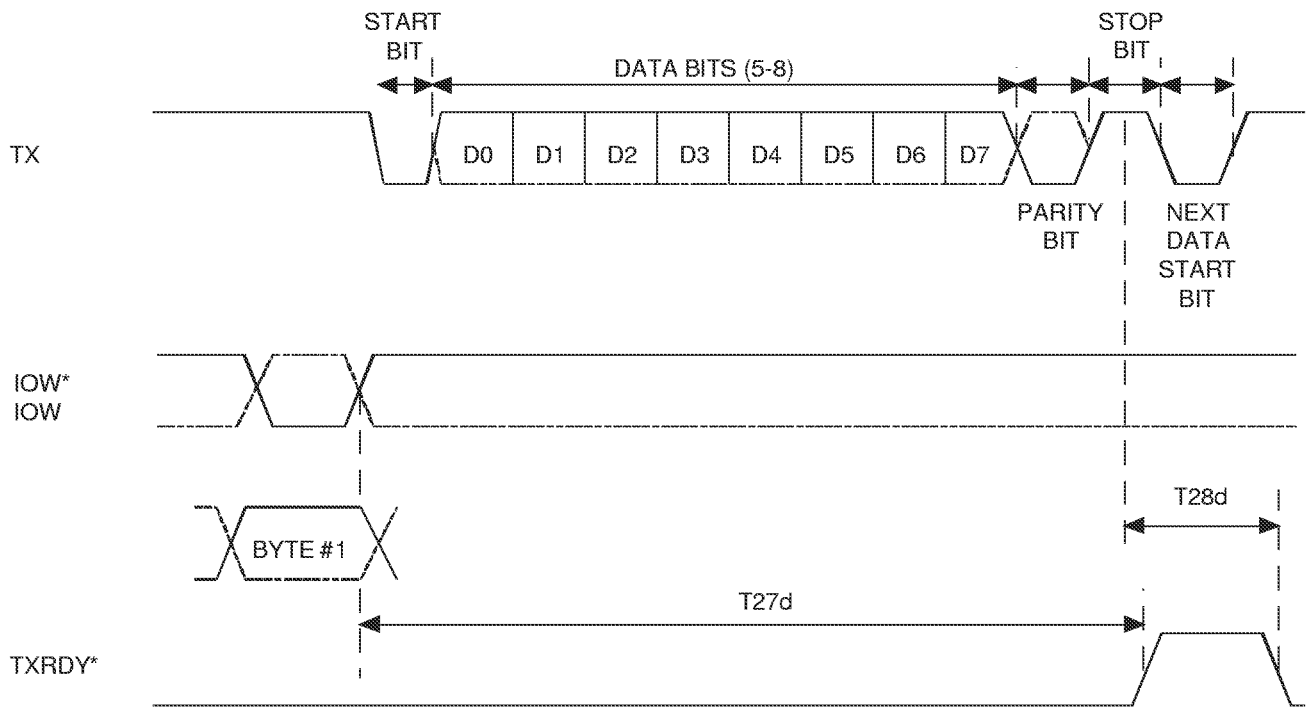 START
BIT
STOP
BIT
DATA BITS (5-8)
TX
D0 D1 D2 D3 D4 D5 D6 D7
PARITY
BIT
NEXT
DATA
START
BIT
IOW*
IOW
T28d
BYTE #1
T27d
TXRDY*